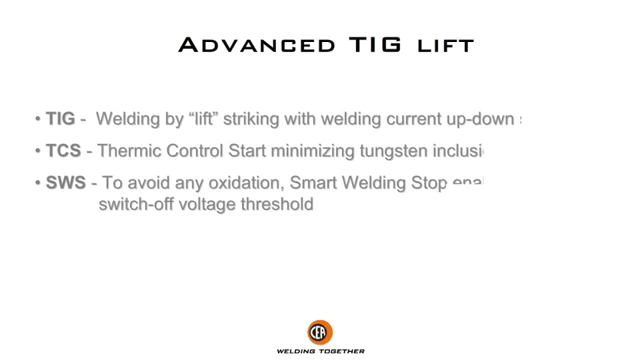 ADVANCED TIG LIFT
• TIG - Welding by “lift” striking with welding current up-down
• TCS - Thermic Control Start minimizing tungsten
• SWS - To avoid any oxidation, Smart Welding Stop
switch-off voltage threshold
CEA
WELDING TOGETHER